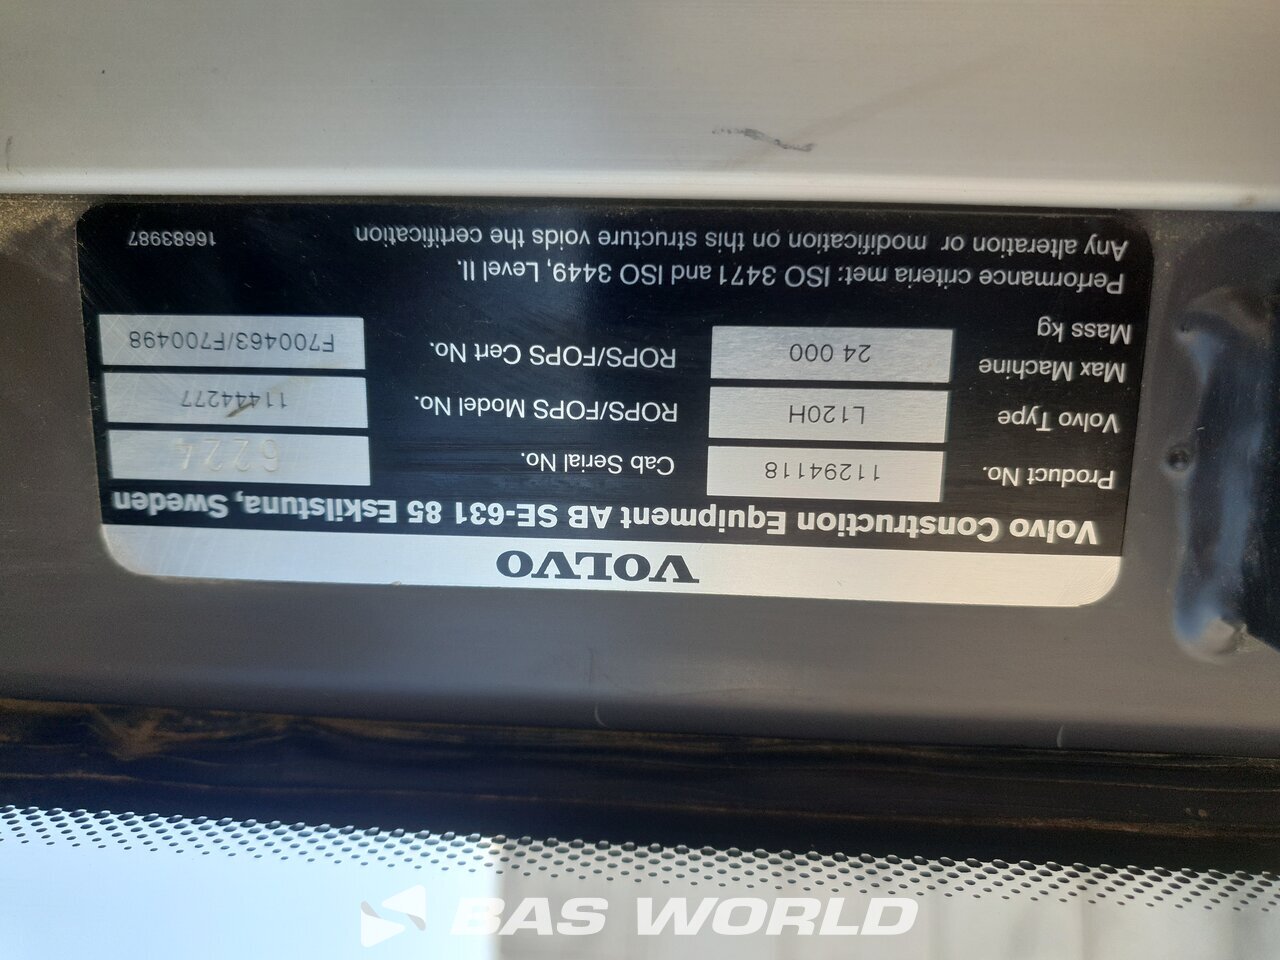 VOLVO
Volvo Construction Equipment AB SE-631 85 Eskilstuna, Sweden
Product No. 11294118 Cab Serial No. 6224
Volvo Type L120H ROPS/FOPS Model No. 11444277
Max Machine Mass kg 24 000 ROPS/FOPS Cert No. F700463/F700498
Performance criteria met: ISO 3471 and ISO 3449, Level II.
Any alteration or modification on this structure voids the certification 16683987
BAS WORLD